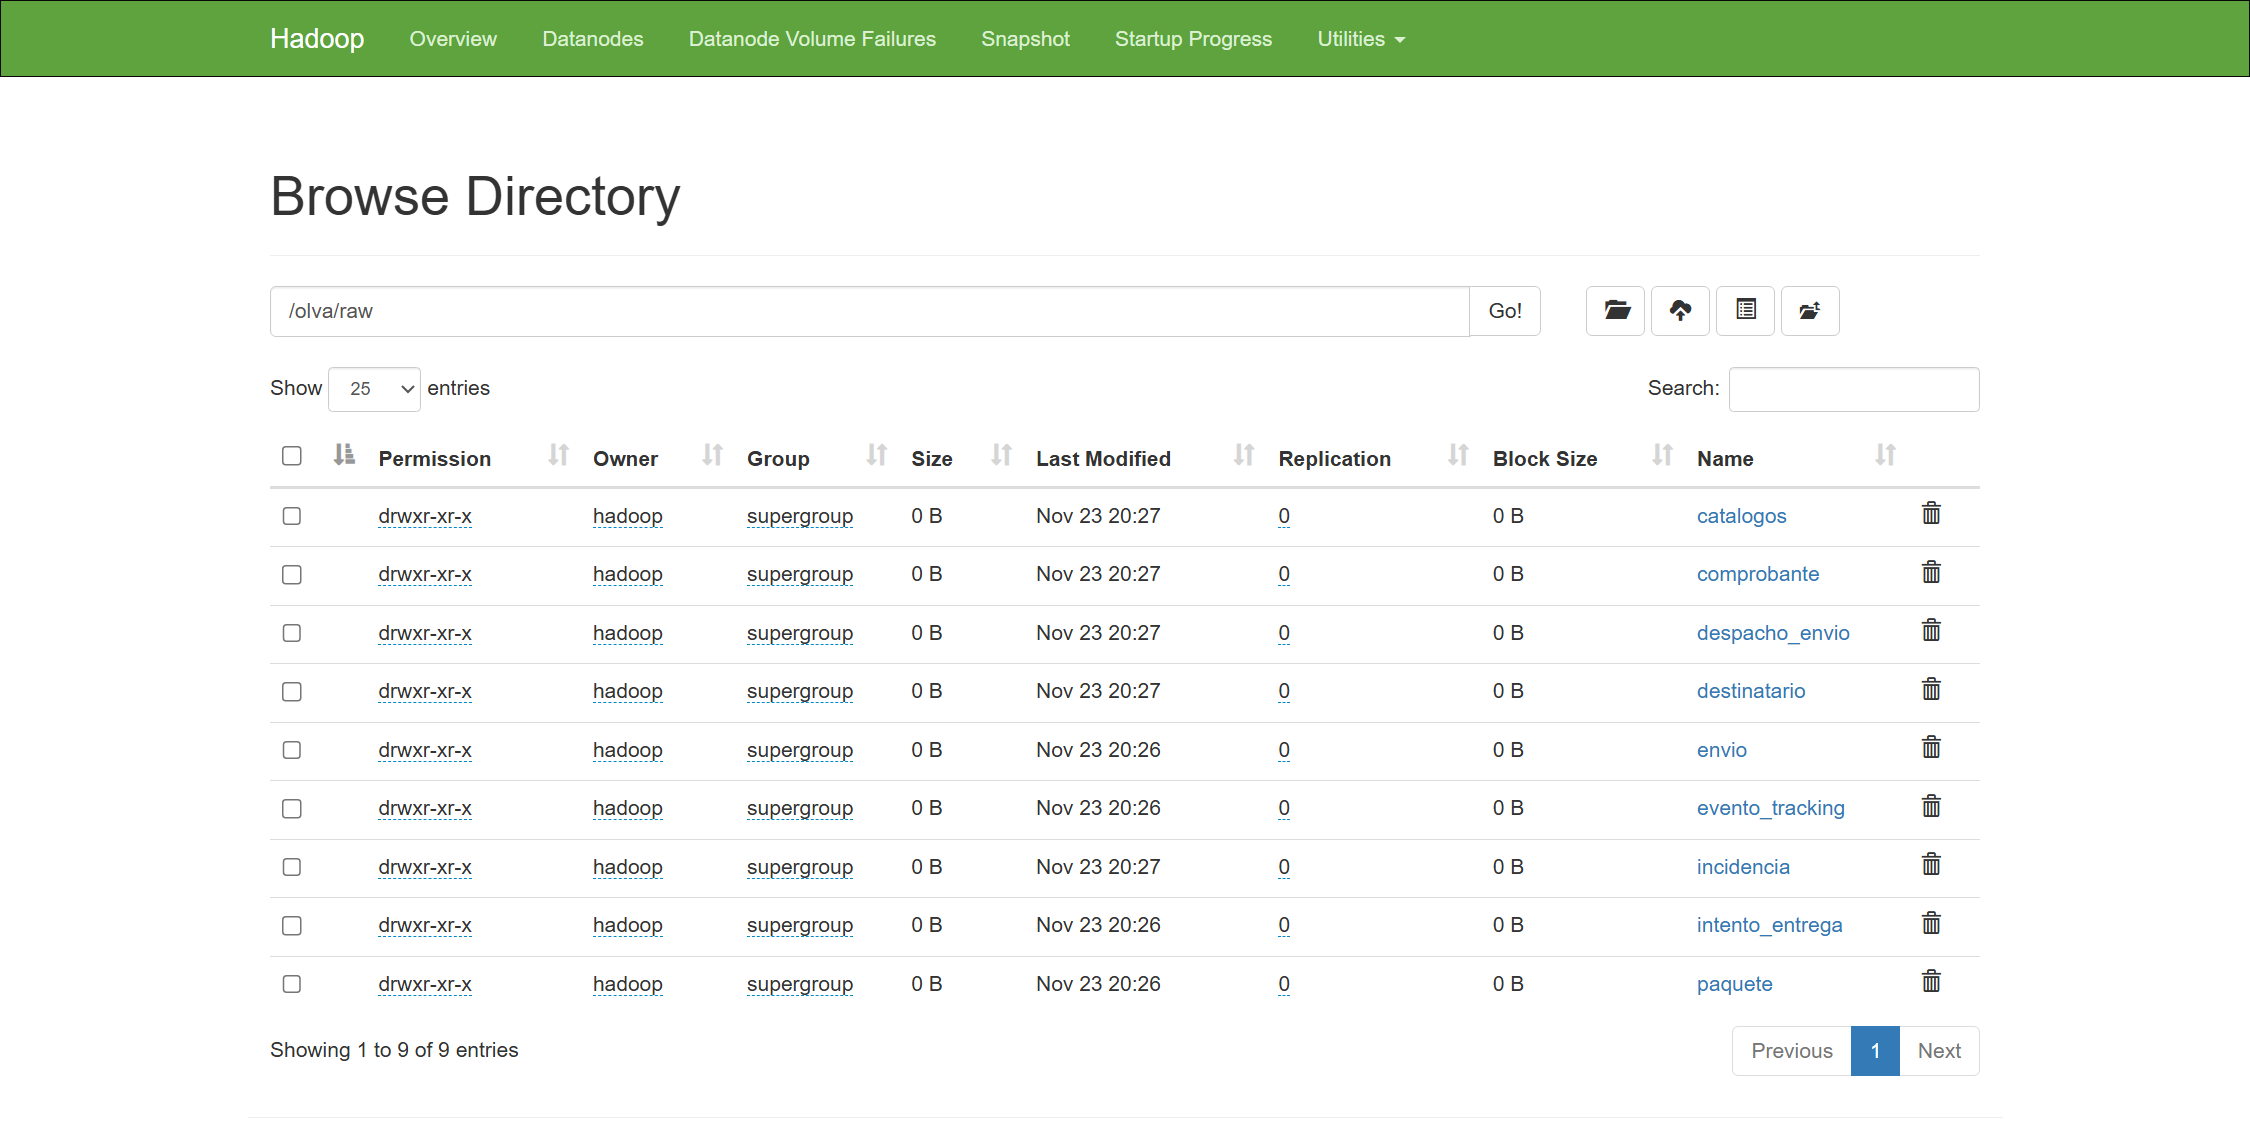 Hadoop Overview Datanodes Datanode Volume Failures Snapshot Startup Progress Utilities
Browse Directory
/olva/raw Go!
Show 25 entries Search:
Permission Owner Group Size Last Modified Replication Block Size Name
drwxr-xr-x hadoop supergroup 0 B Nov 23 20:27 0 0 B catalogos
drwxr-xr-x hadoop supergroup 0 B Nov 23 20:27 0 0 B comprobante
drwxr-xr-x hadoop supergroup 0 B Nov 23 20:27 0 0 B despacho_envio
drwxr-xr-x hadoop supergroup 0 B Nov 23 20:27 0 0 B destinatario
drwxr-xr-x hadoop supergroup 0 B Nov 23 20:26 0 0 B envio
drwxr-xr-x hadoop supergroup 0 B Nov 23 20:26 0 0 B evento_tracking
drwxr-xr-x hadoop supergroup 0 B Nov 23 20:27 0 0 B incidencia
drwxr-xr-x hadoop supergroup 0 B Nov 23 20:26 0 0 B intento_entrega
drwxr-xr-x hadoop supergroup 0 B Nov 23 20:26 0 0 B paquete
Showing 1 to 9 of 9 entries Previous 1 Next